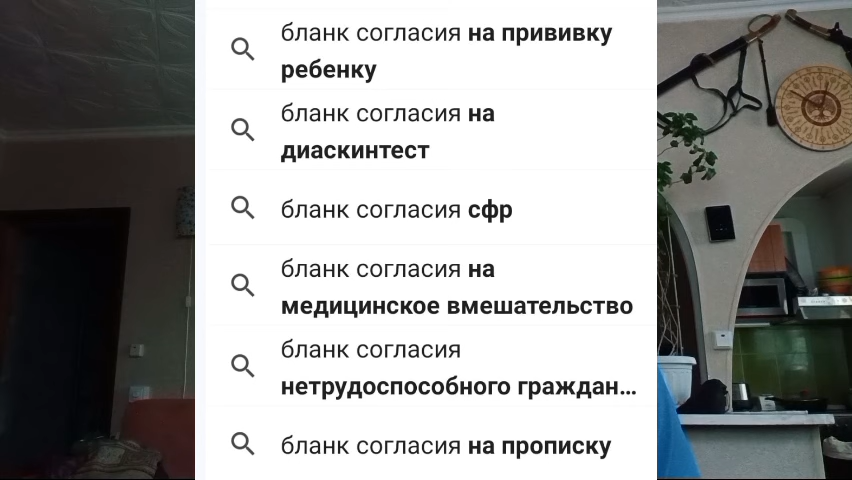 бланк согласия на прививку
ребенку
бланк согласия на
диаскинтест
бланк согласия сфр
бланк согласия на
медицинское вмешательство
бланк согласия
нетрудоспособного граждан...
бланк согласия на прописку